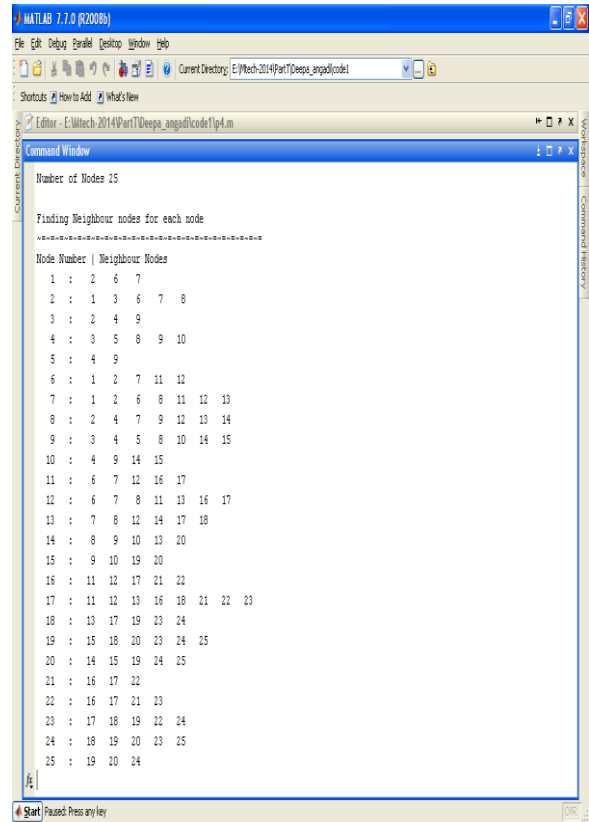 MATLAB 7.7.0 (R2008b)
File Edit Debug Parallel Desktop Window Help
Current Directory: E:\Mtech-2014\PartT\Deepa_angadi\code1
Shortcuts How to Add What's New
Editor - E:\Mtech-2014\PartT\Deepa_angadi\code1\p4.m
Current Directory
Command Window
Workspace
Command History
Number of Nodes 25
Finding Neighbour nodes for each node
~=~=~=~=~=~=~=~=~=~=~=~=~=~=~=~=~=~=~=~=~=~=~=~=~=
Node Number | Neighbour Nodes
1 : 2 6 7
2 : 1 3 6 7 8
3 : 2 4 9
4 : 3 5 8 9 10
5 : 4 9
6 : 1 2 7 11 12
7 : 1 2 6 8 11 12 13
8 : 2 4 7 9 12 13 14
9 : 3 4 5 8 10 14 15
10 : 4 9 14 15
11 : 6 7 12 16 17
12 : 6 7 8 11 13 16 17
13 : 7 8 12 14 17 18
14 : 8 9 10 13 20
15 : 9 10 19 20
16 : 11 12 17 21 22
17 : 11 12 13 16 18 21 22 23
18 : 13 17 19 23 24
19 : 15 18 20 23 24 25
20 : 14 15 19 24 25
21 : 16 17 22
22 : 16 17 21 23
23 : 17 18 19 22 24
24 : 18 19 20 23 25
25 : 19 20 24
fx
Start Paused: Press any key
OVR